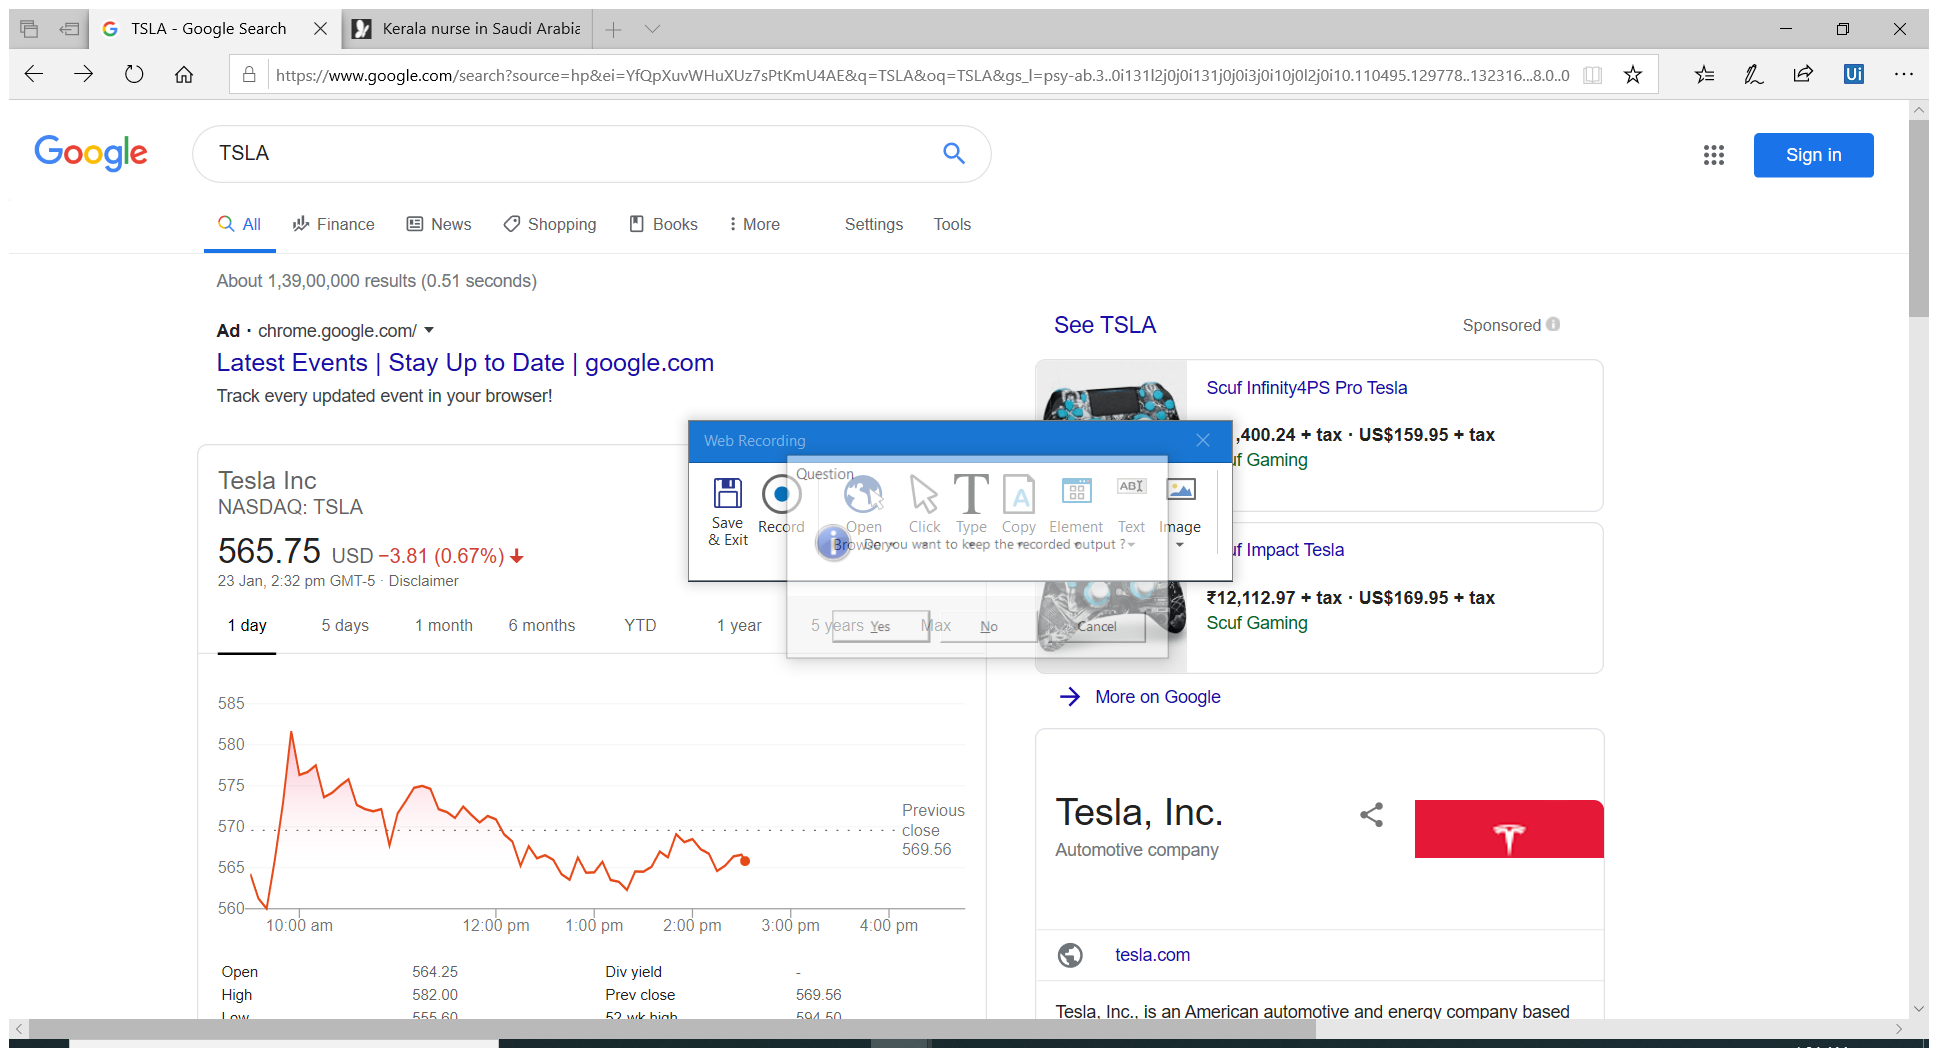 TSLA - Google Search
Kerala nurse in Saudi Arabia
https://www.google.com/search?source=hp&ei=YfQpXuvWHuXUz7sPtKmU4AE&q=TSLA&oq=TSLA&gs_l=psy-ab.3..0i131l2j0j0i131j0j0i3j0i10j0l2j0i10.110495.129778..132316...8.0..0
Ui
Google
TSLA
Sign in
All
Finance
News
Shopping
Books
More
Settings
Tools
About 1,39,00,000 results (0.51 seconds)
Ad · chrome.google.com/
Latest Events | Stay Up to Date | google.com
Track every updated event in your browser!
See TSLA
Sponsored
Scuf Infinity4PS Pro Tesla
,400.24 + tax · US$159.95 + tax
uf Gaming
uf Impact Tesla
₹12,112.97 + tax · US$169.95 + tax
Scuf Gaming
More on Google
Web Recording
Save
& Exit
Record
Open
Browser
Click
Type
Copy
Element
Text
Image
ABI
A
Question
Do you want to keep the recorded output ?
Yes
No
Cancel
Tesla Inc
NASDAQ: TSLA
565.75 USD −3.81 (0.67%)
23 Jan, 2:32 pm GMT-5 · Disclaimer
1 day
5 days
1 month
6 months
YTD
1 year
5 years
Max
585
580
575
570
565
560
Previous
close
569.56
10:00 am
12:00 pm
1:00 pm
2:00 pm
3:00 pm
4:00 pm
Open 564.25 Div yield -
High 582.00 Prev close 569.56
Low 555.60 52-wk high 594.50
Tesla, Inc.
Automotive company
tesla.com
Tesla, Inc., is an American automotive and energy company based